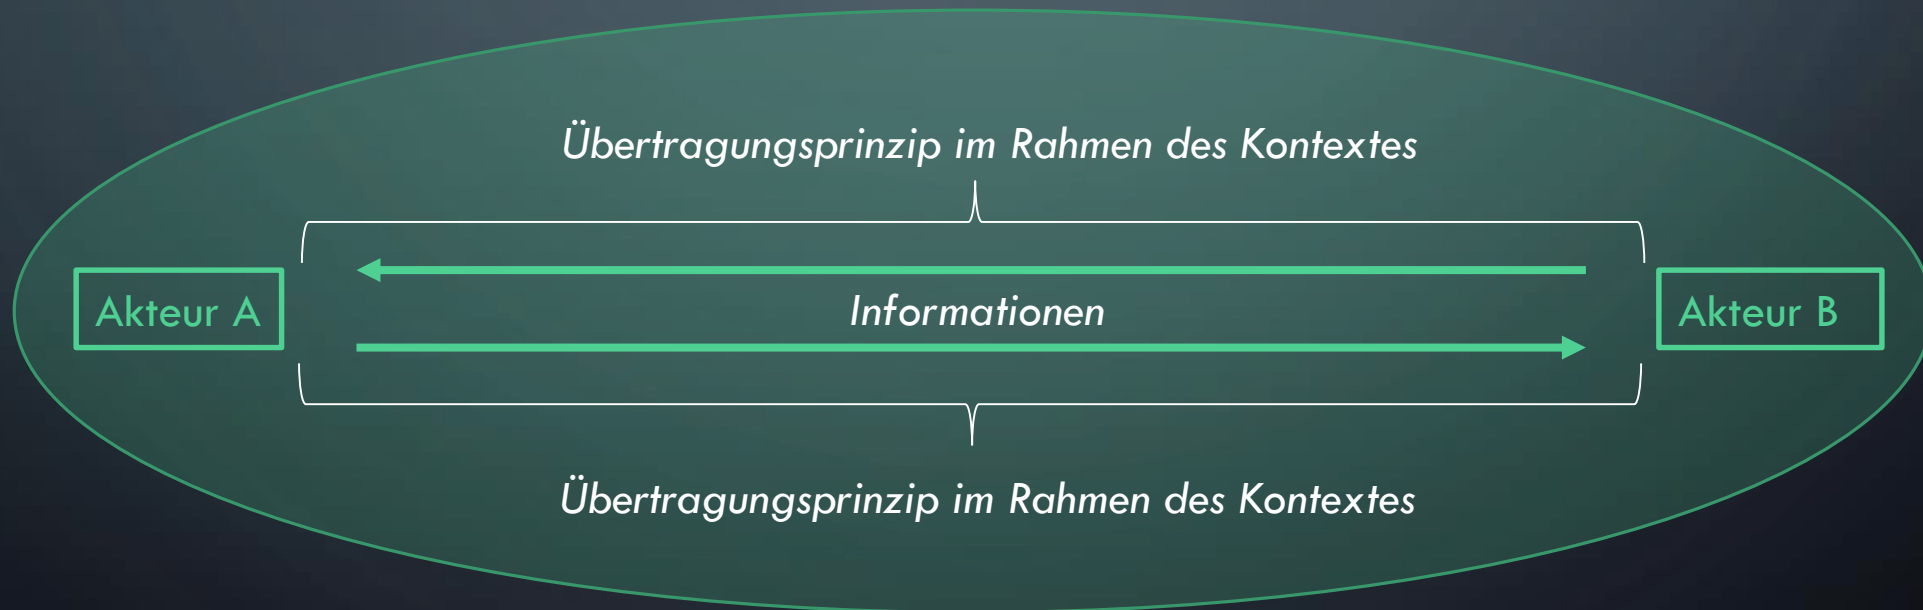 Übertragungsprinzip im Rahmen des Kontextes
Akteur A
Informationen
Akteur B
Übertragungsprinzip im Rahmen des Kontextes